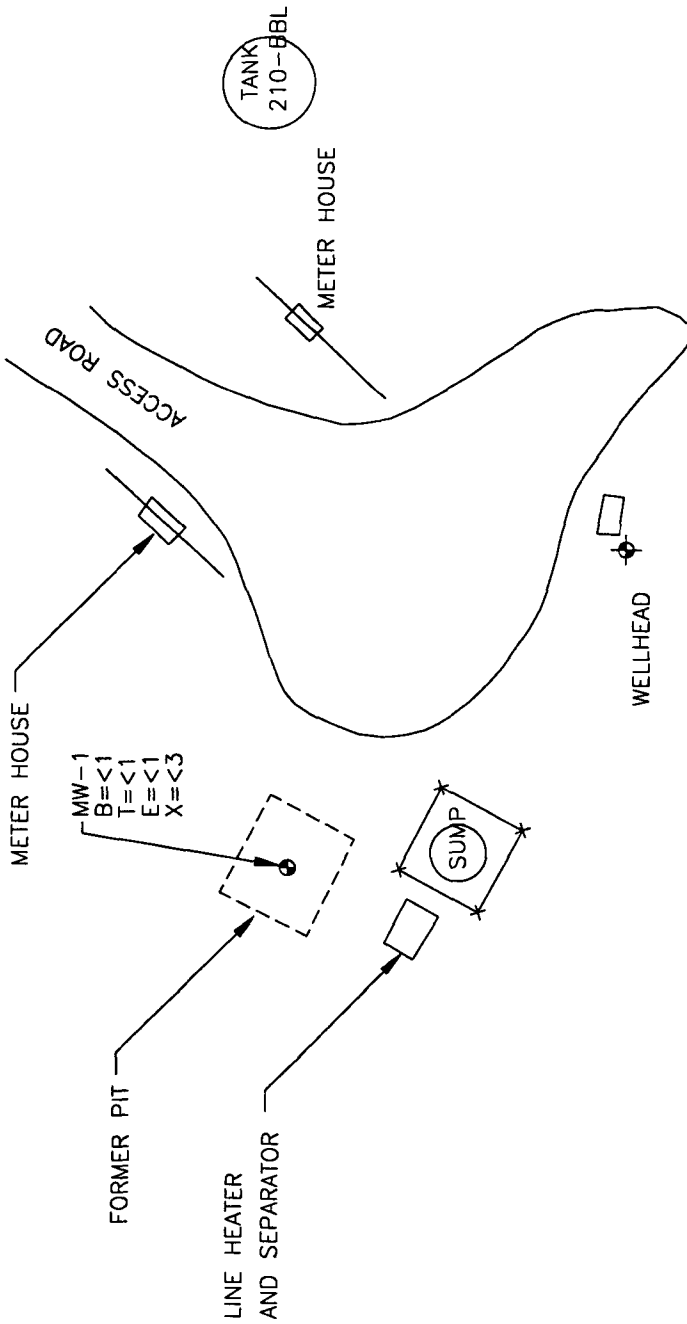 METER HOUSE
MW-1
B=<1
T=<1
E=<1
X=<3
FORMER PIT
LINE HEATER
AND SEPARATOR
SUMP
ACCESS ROAD
METER HOUSE
TANK
210-BBL
WELLHEAD